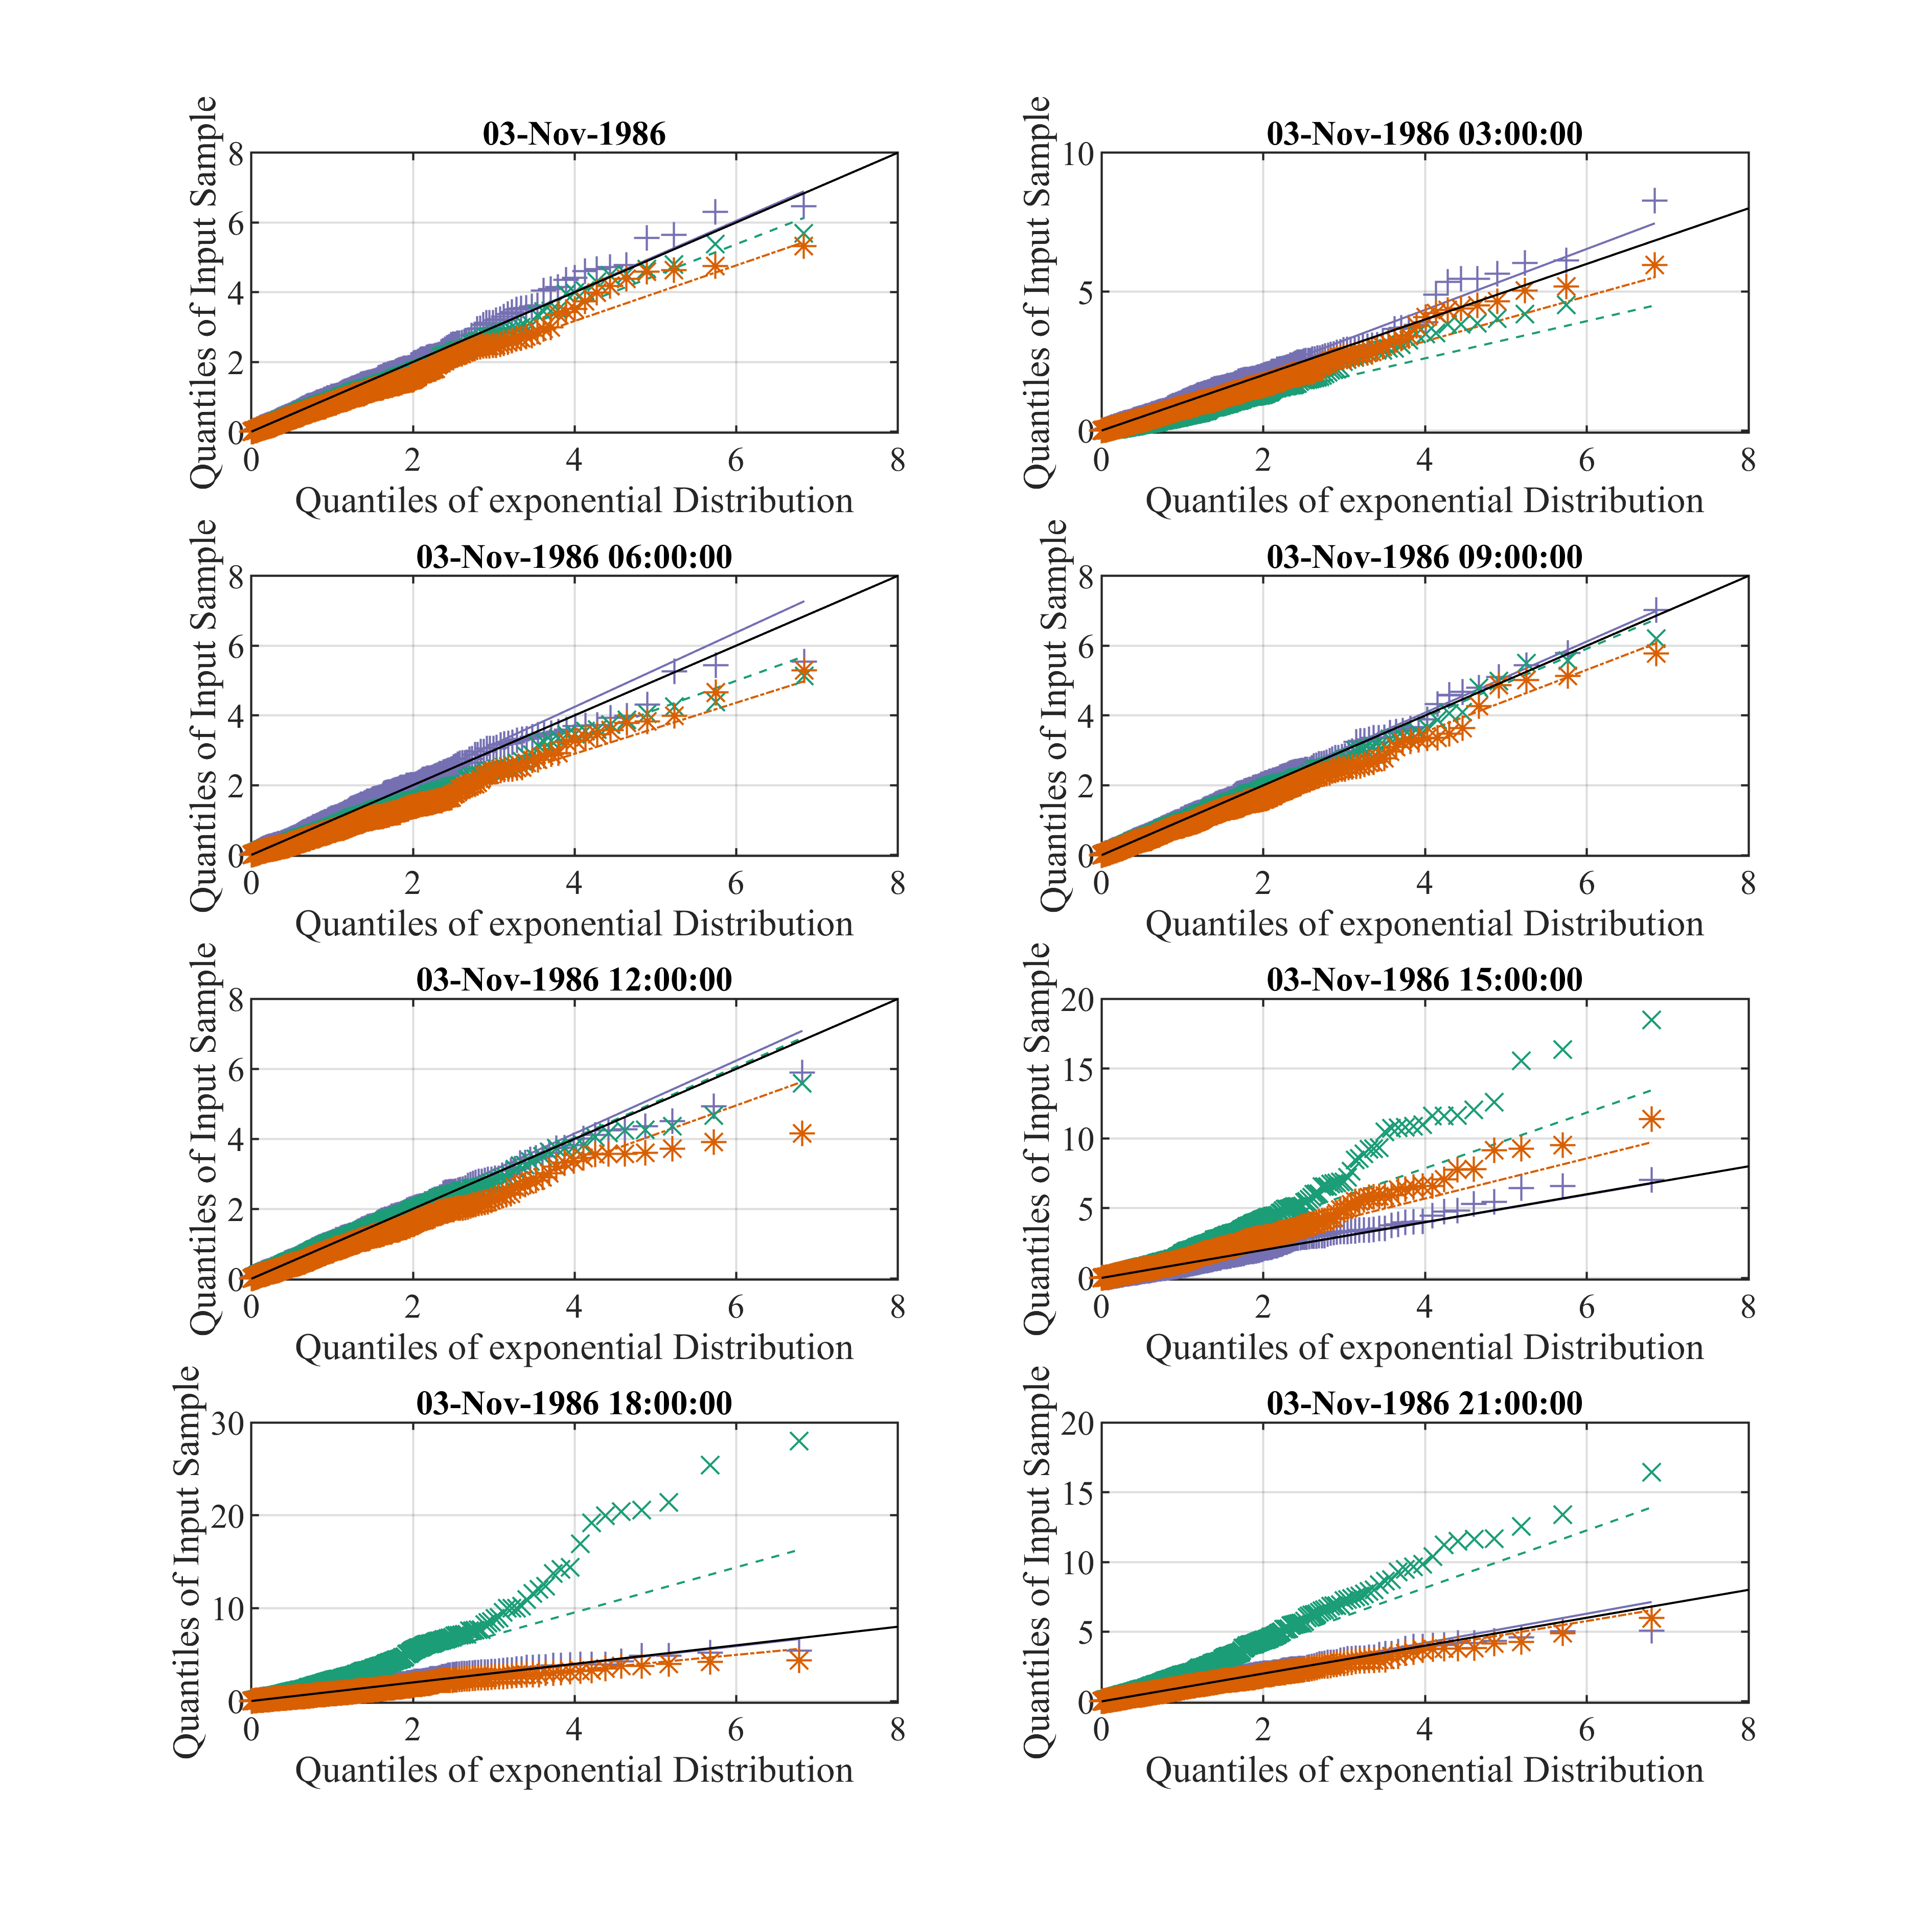 03-Nov-1986
Quantiles of Input Sample
8
6
4
2
0
0 2 4 6 8
Quantiles of exponential Distribution
03-Nov-1986 03:00:00
Quantiles of Input Sample
10
5
0
0 2 4 6 8
Quantiles of exponential Distribution
03-Nov-1986 06:00:00
Quantiles of Input Sample
8
6
4
2
0
0 2 4 6 8
Quantiles of exponential Distribution
03-Nov-1986 09:00:00
Quantiles of Input Sample
8
6
4
2
0
0 2 4 6 8
Quantiles of exponential Distribution
03-Nov-1986 12:00:00
Quantiles of Input Sample
8
6
4
2
0
0 2 4 6 8
Quantiles of exponential Distribution
03-Nov-1986 15:00:00
Quantiles of Input Sample
20
15
10
5
0
0 2 4 6 8
Quantiles of exponential Distribution
03-Nov-1986 18:00:00
Quantiles of Input Sample
30
20
10
0
0 2 4 6 8
Quantiles of exponential Distribution
03-Nov-1986 21:00:00
Quantiles of Input Sample
20
15
10
5
0
0 2 4 6 8
Quantiles of exponential Distribution